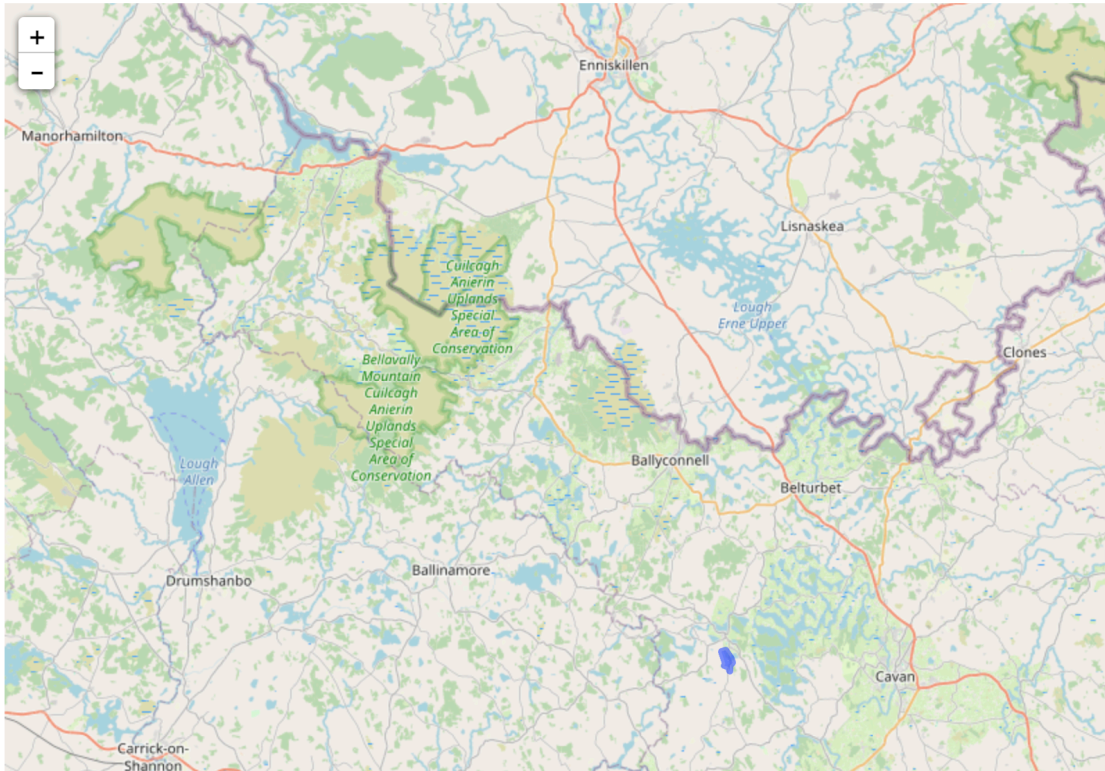 +
-
Enniskillen
Manorhamilton
Lisnaskea
Cuilcagh
Anierin
Uplands
Special
Area of
Conservation
Lough
Erne Upper
Clones
Bellavally
Mountain
Cuilcagh
Anierin
Uplands
Special
Area of
Conservation
Lough
Allen
Ballyconnell
Belturbet
Drumshanbo
Ballinamore
Cavan
Carrick-on-
Shannon